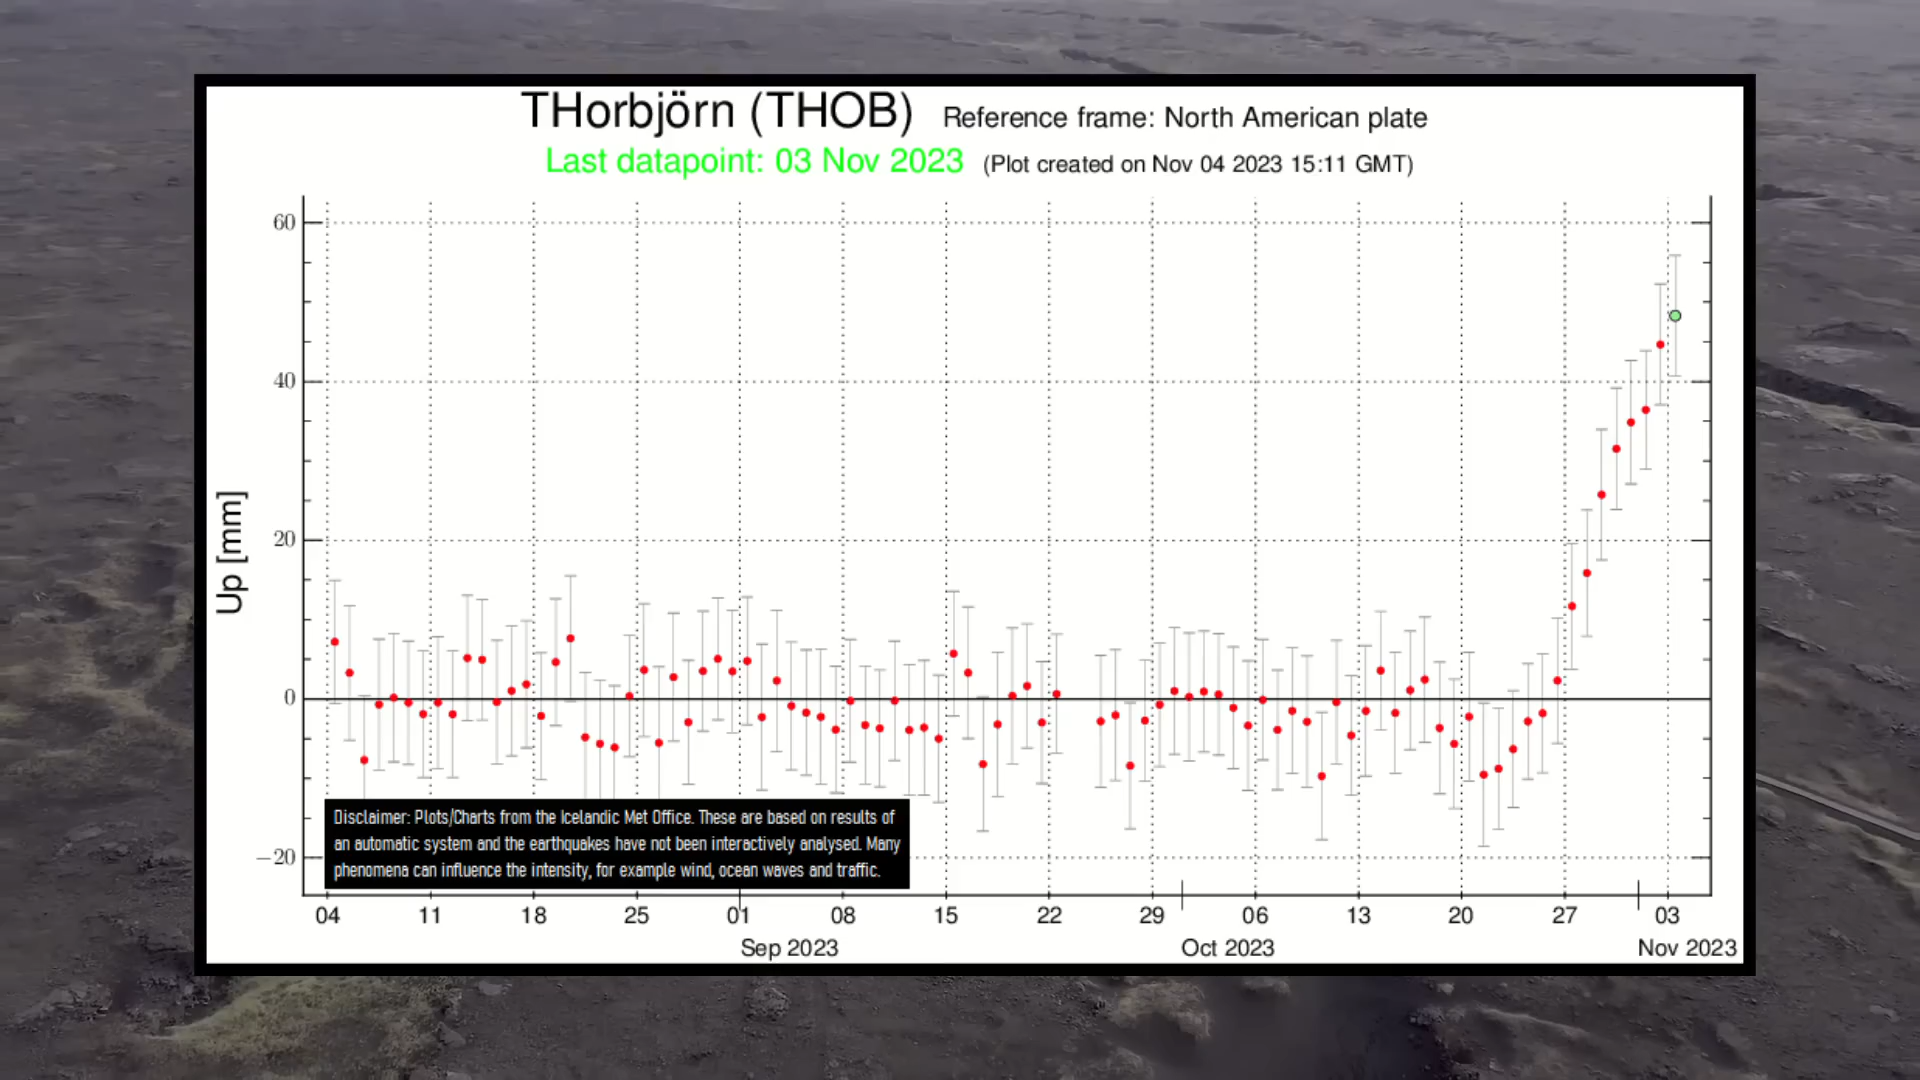 THorbjörn (THOB) Reference frame: North American plate
Last datapoint: 03 Nov 2023 (Plot created on Nov 04 2023 15:11 GMT)
60
40
20
0
−20
Up [mm]
Disclaimer: Plots/Charts from the Icelandic Met Office. These are based on results of
an automatic system and the earthquakes have not been interactively analysed. Many
phenomena can influence the intensity, for example wind, ocean waves and traffic.
04 11 18 25 01 08 15 22 29 06 13 20 27 03
Sep 2023 Oct 2023 Nov 2023